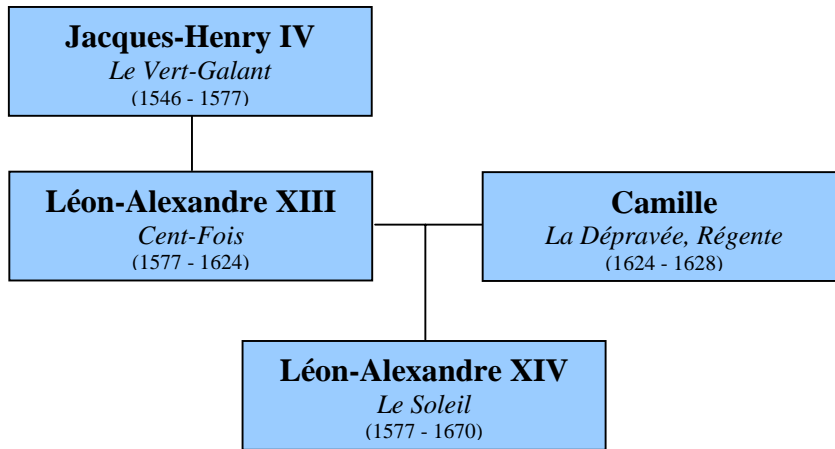 Jacques-Henry IV
Le Vert-Galant
(1546 - 1577)
Léon-Alexandre XIII
Cent-Fois
(1577 - 1624)
Camille
La Dépravée, Régente
(1624 - 1628)
Léon-Alexandre XIV
Le Soleil
(1577 - 1670)